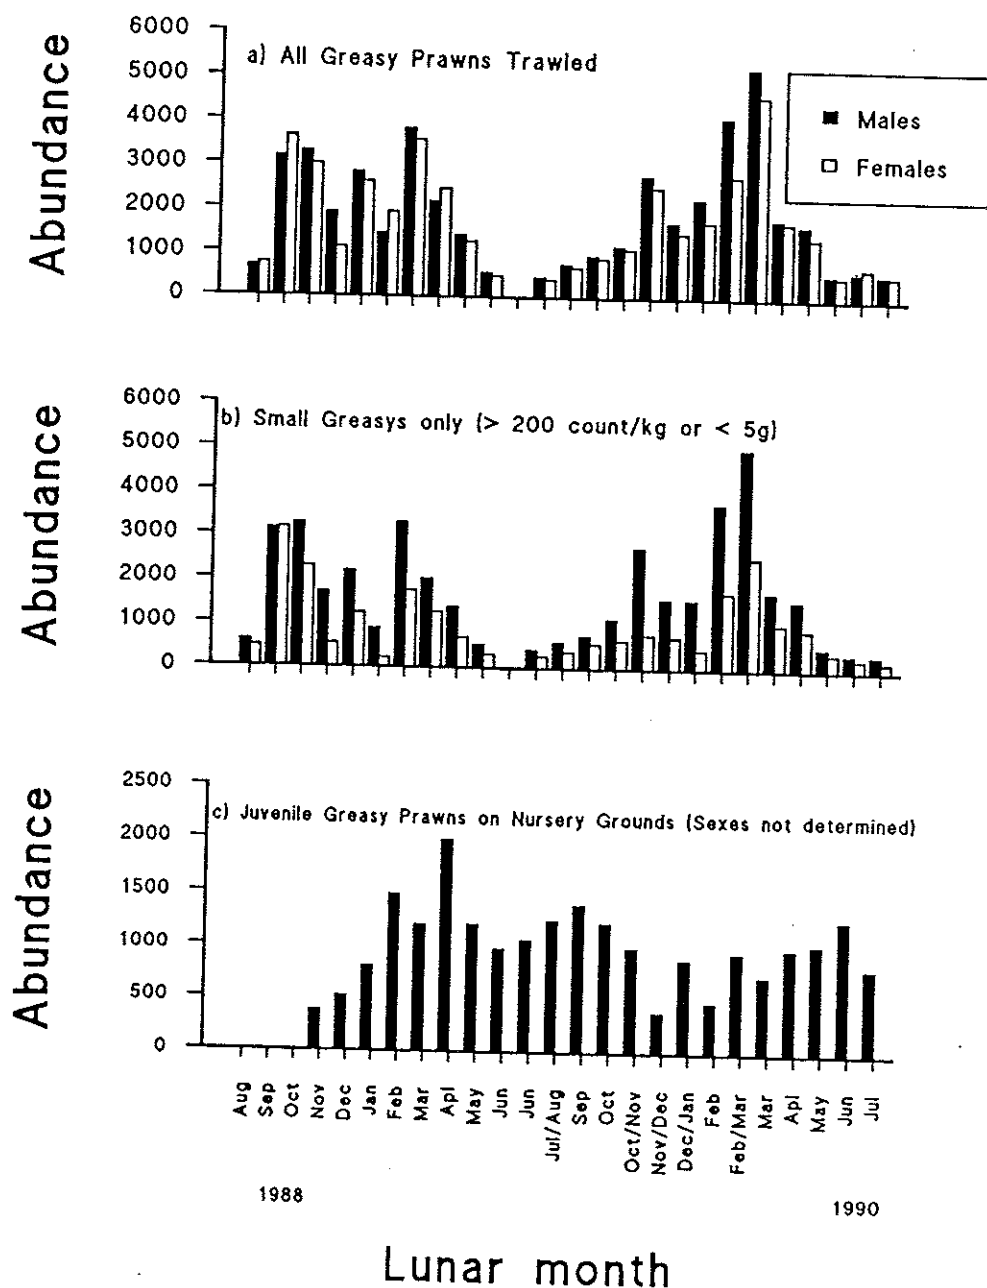 Abundance
6000
5000
4000
3000
2000
1000
0
a) All Greasy Prawns Trawled
Males
Females
Abundance
6000
5000
4000
3000
2000
1000
0
b) Small Greasys only (> 200 count/kg or < 5g)
Abundance
2500
2000
1500
1000
500
0
c) Juvenile Greasy Prawns on Nursery Grounds (Sexes not determined)
Aug
Sep
Oct
Nov
Dec
Jan
Feb
Mar
Apl
May
Jun
Jun
Jul/Aug
Sep
Oct
Oct/Nov
Nov/Dec
Dec/Jan
Feb
Feb/Mar
Mar
Apl
May
Jun
Jul
1988
1990
Lunar month